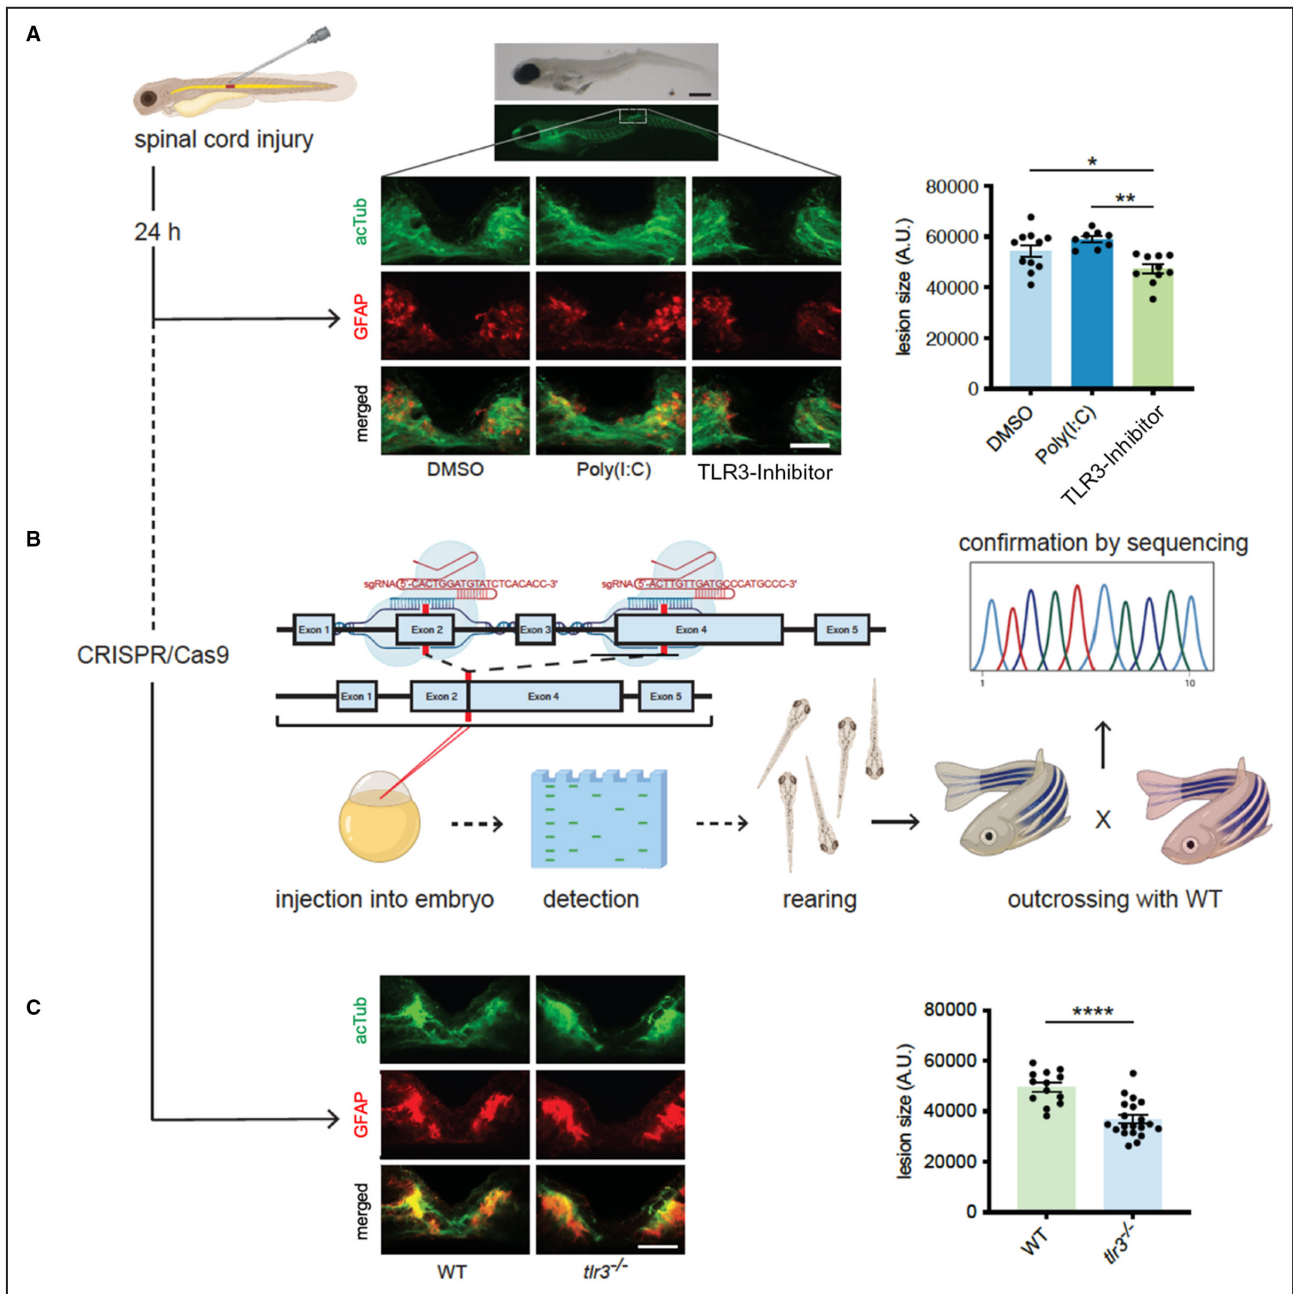 A
spinal cord injury
24 h
acTub
GFAP
merged
DMSO
Poly(I:C)
TLR3-Inhibitor
*
**
80000
60000
40000
20000
0
lesion size (A.U.)
DMSO
Poly(I:C)
TLR3-Inhibitor
B
CRISPR/Cas9
sgRNA 5'-CACTGGATGTATCTCACACC-3'
sgRNA 5'-ACTTGTTGATGCCCATGCCC-3'
Exon 1
Exon 2
Exon 3
Exon 4
Exon 5
Exon 1
Exon 2
Exon 4
Exon 5
confirmation by sequencing
1
10
X
injection into embryo
detection
rearing
outcrossing with WT
C
acTub
GFAP
merged
WT
tlr3-/-
****
80000
60000
40000
20000
0
lesion size (A.U.)
WT
tlr3-/-